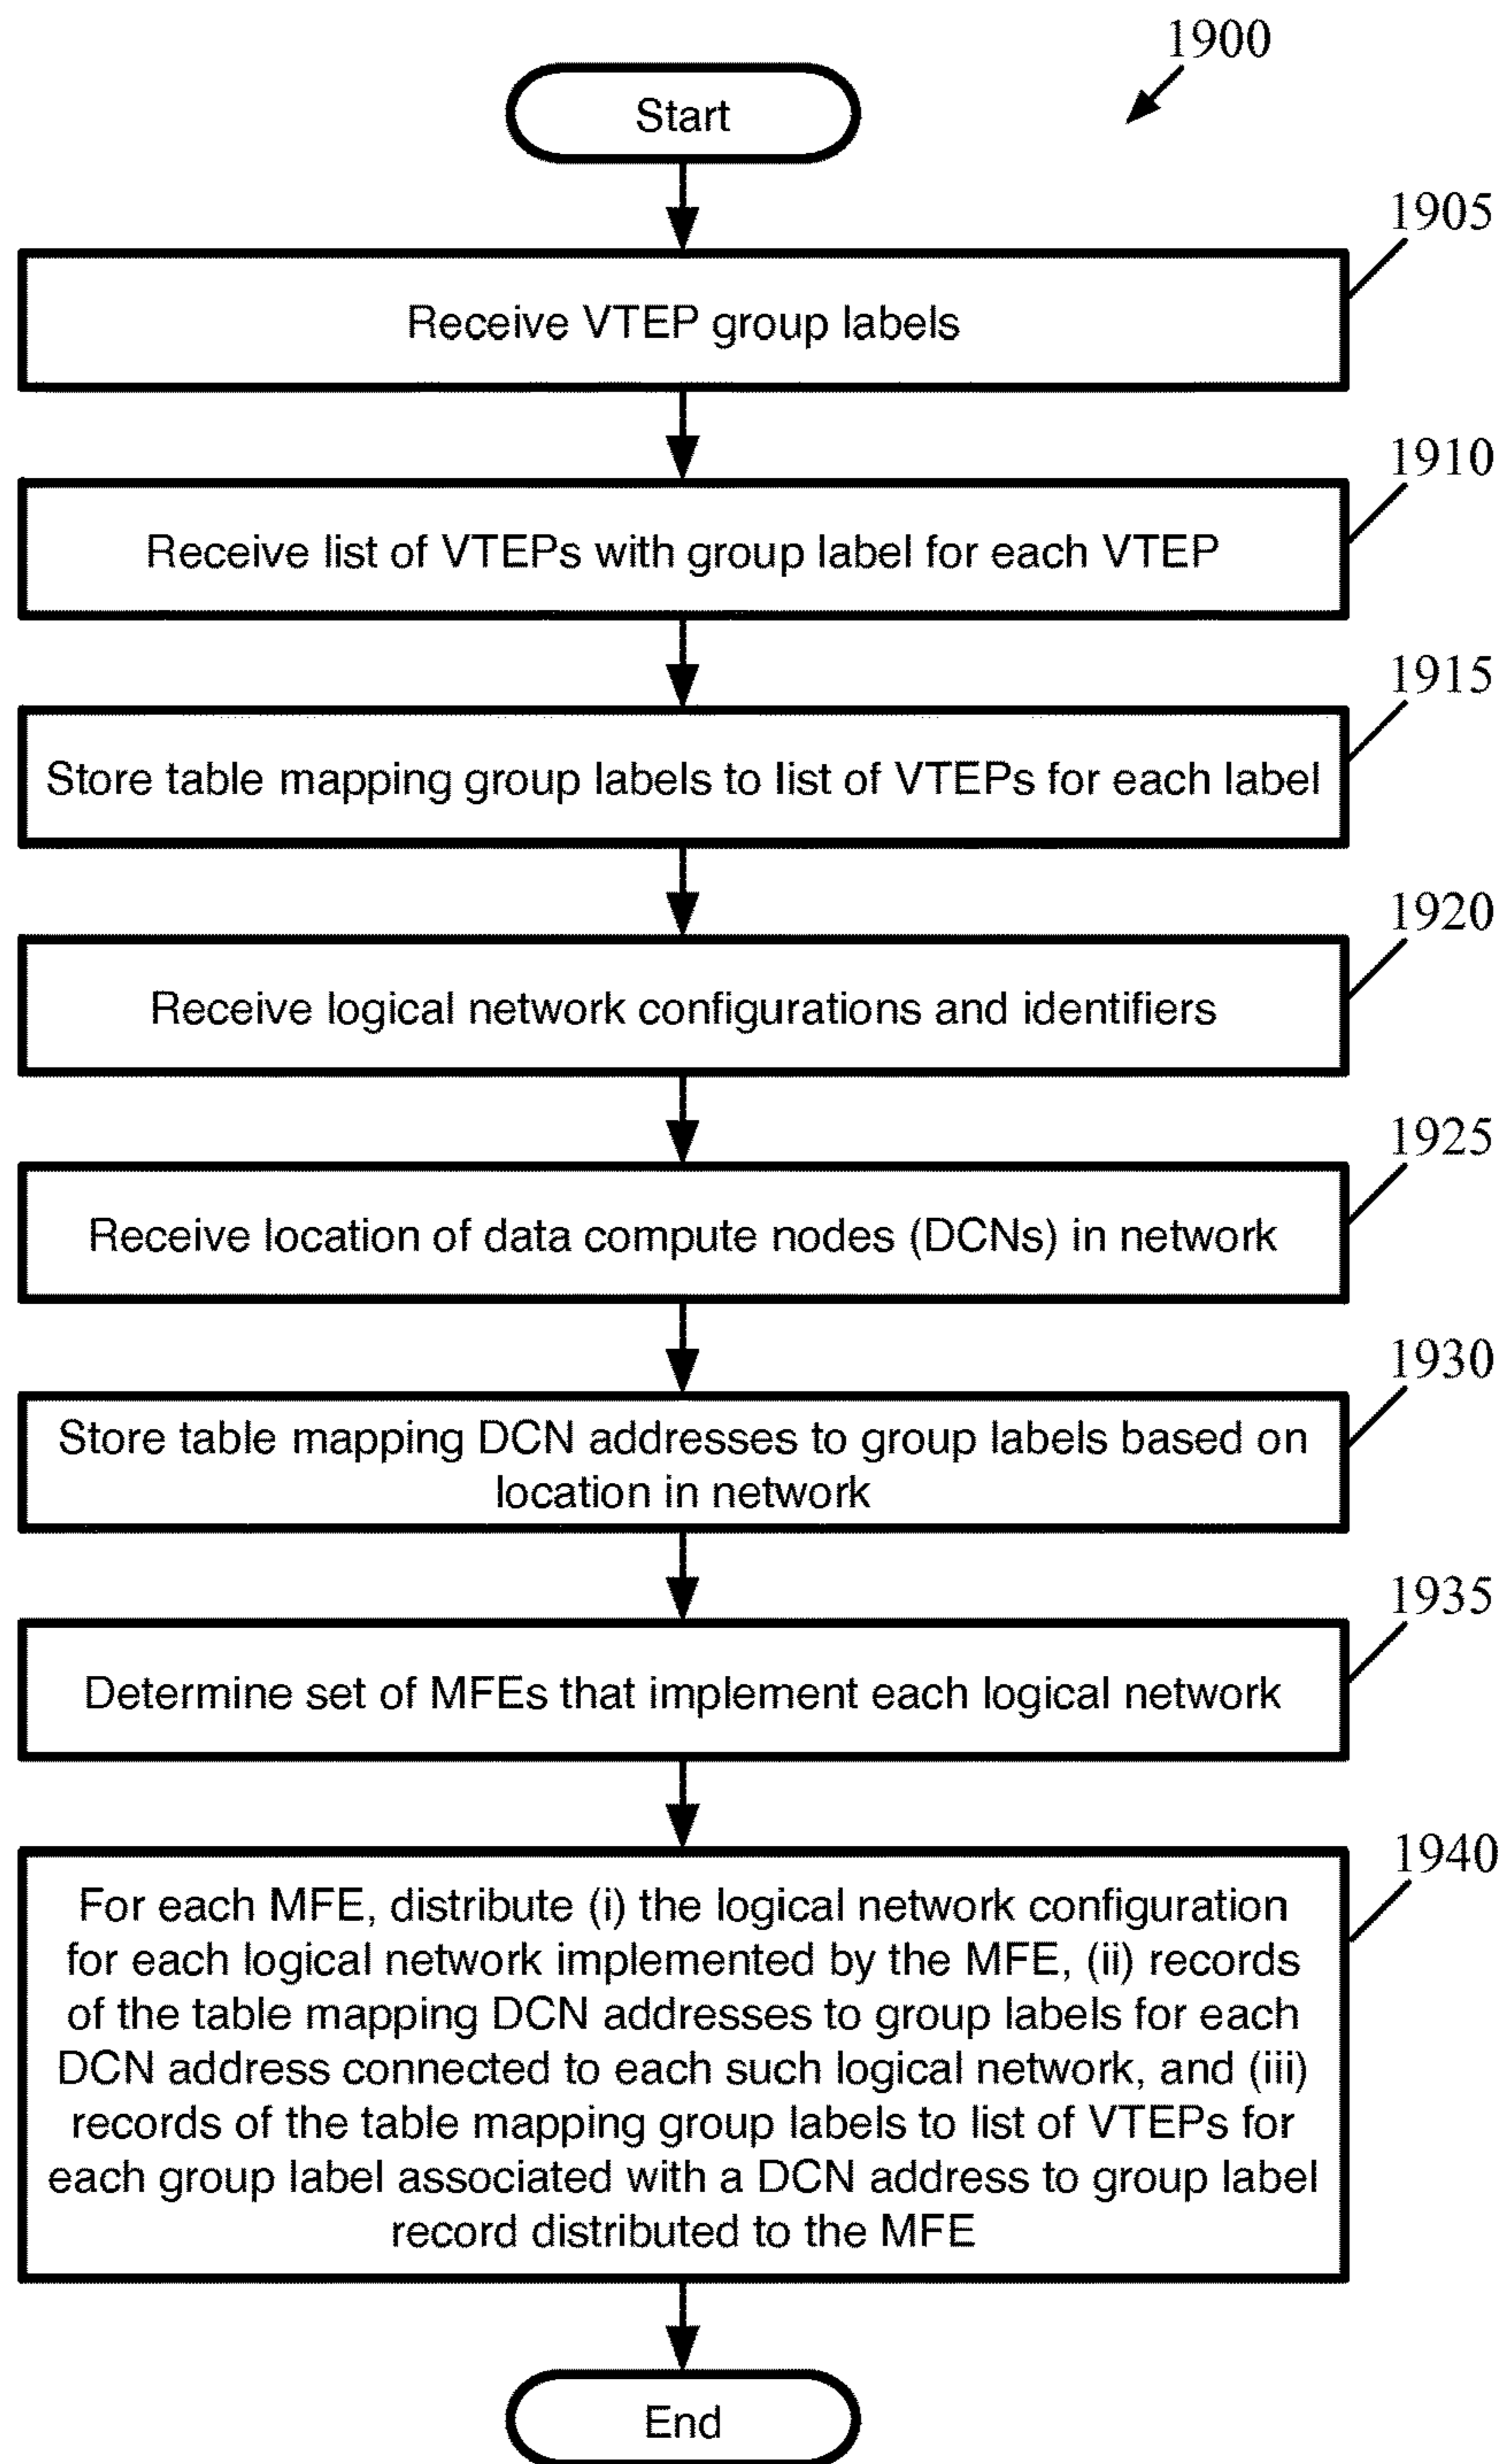 1900
Start
1905
Receive VTEP group labels
1910
Receive list of VTEPs with group label for each VTEP
1915
Store table mapping group labels to list of VTEPs for each label
1920
Receive logical network configurations and identifiers
1925
Receive location of data compute nodes (DCNs) in network
1930
Store table mapping DCN addresses to group labels based on
location in network
1935
Determine set of MFEs that implement each logical network
1940
For each MFE, distribute (i) the logical network configuration
for each logical network implemented by the MFE, (ii) records
of the table mapping DCN addresses to group labels for each
DCN address connected to each such logical network, and (iii)
records of the table mapping group labels to list of VTEPs for
each group label associated with a DCN address to group label
record distributed to the MFE
End